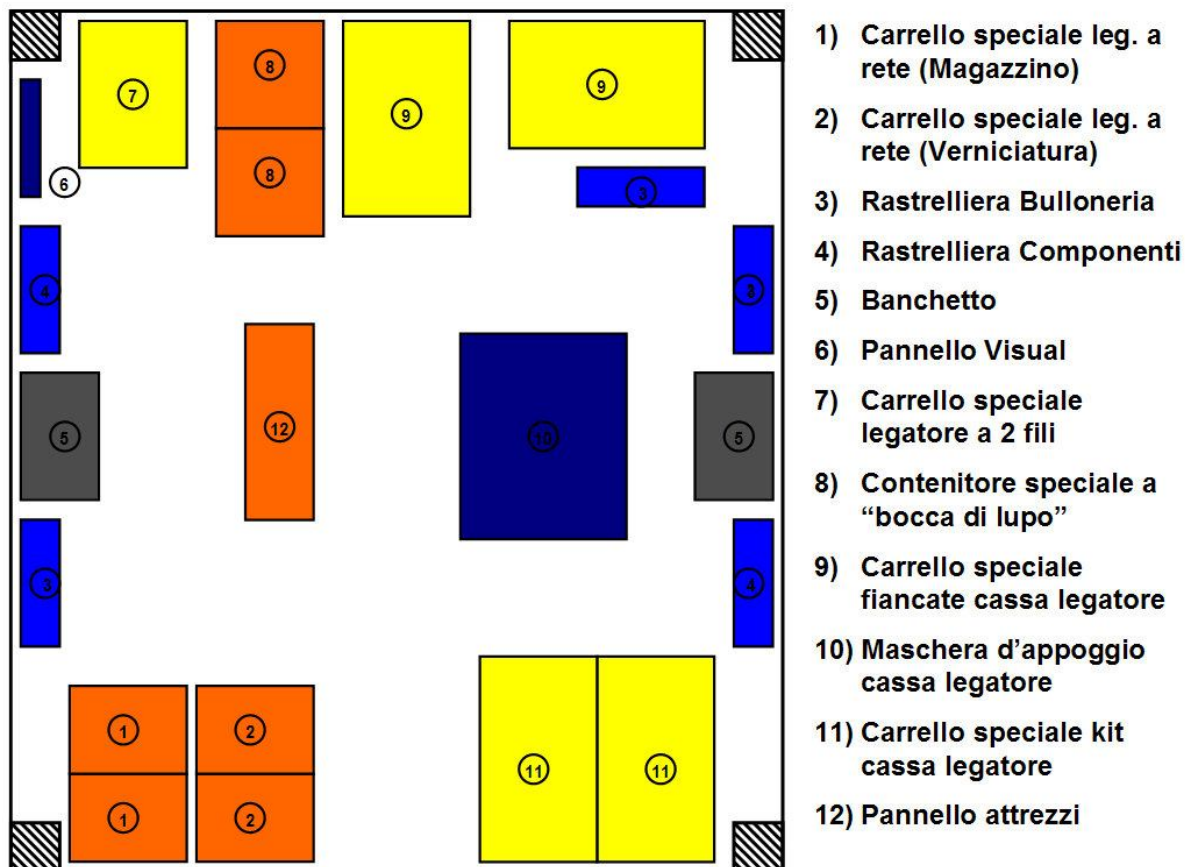 8
7
9
9
8
6
3
4
3
12
10
5
5
3
4
1
2
11
11
1
2
1) Carrello speciale leg. a
rete (Magazzino)
2) Carrello speciale leg. a
rete (Verniciatura)
3) Rastrelliera Bulloneria
4) Rastrelliera Componenti
5) Banchetto
6) Pannello Visual
7) Carrello speciale
legatore a 2 fili
8) Contenitore speciale a
“bocca di lupo”
9) Carrello speciale
fiancate cassa legatore
10) Maschera d’appoggio
cassa legatore
11) Carrello speciale kit
cassa legatore
12) Pannello attrezzi